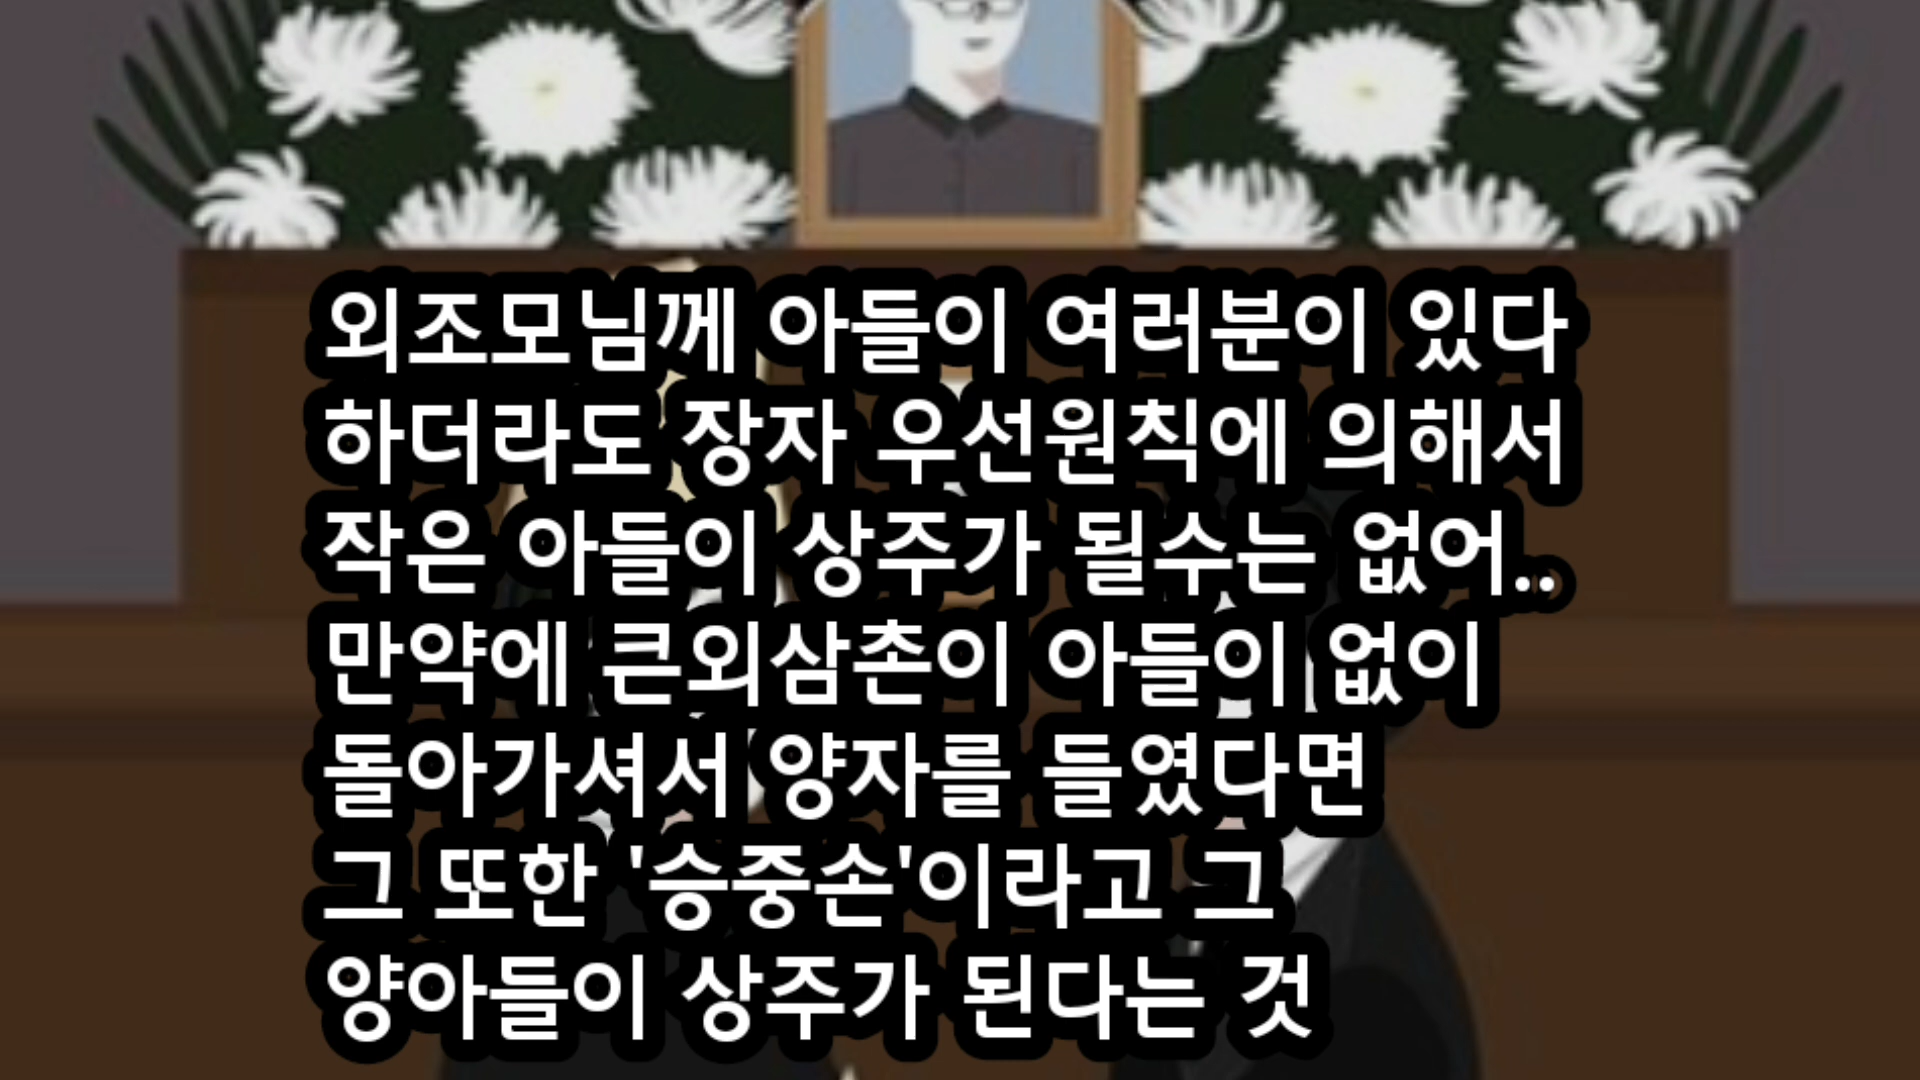 외조모님께 아들이 여러분이 있다
하더라도 장자 우선원칙에 의해서
작은 아들이 상주가 될수는 없어..
만약에 큰외삼촌이 아들이 없이
돌아가셔서 양자를 들였다면
그 또한 '승중손'이라고 그
양아들이 상주가 된다는 것